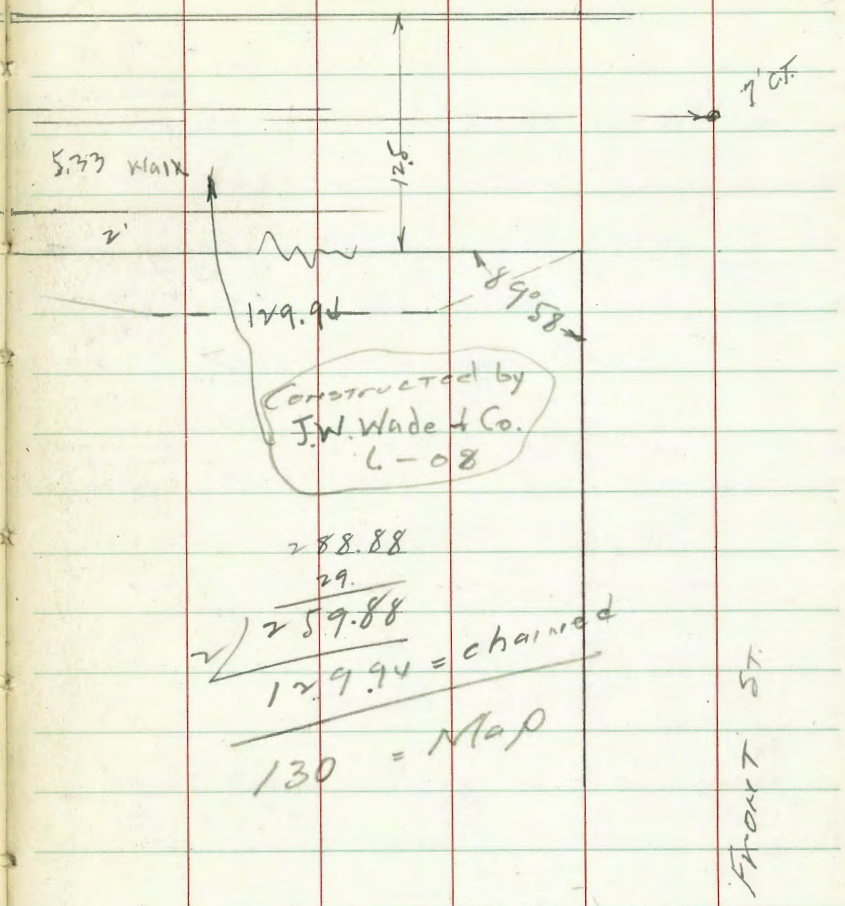 5.33 walk
12.5
2'
129.94
89° 58
Constructed by
J.W. Wade & Co.
6-08
288.88
29.
2 259.88
129.94 = chained
130 = Map
FRONT ST.